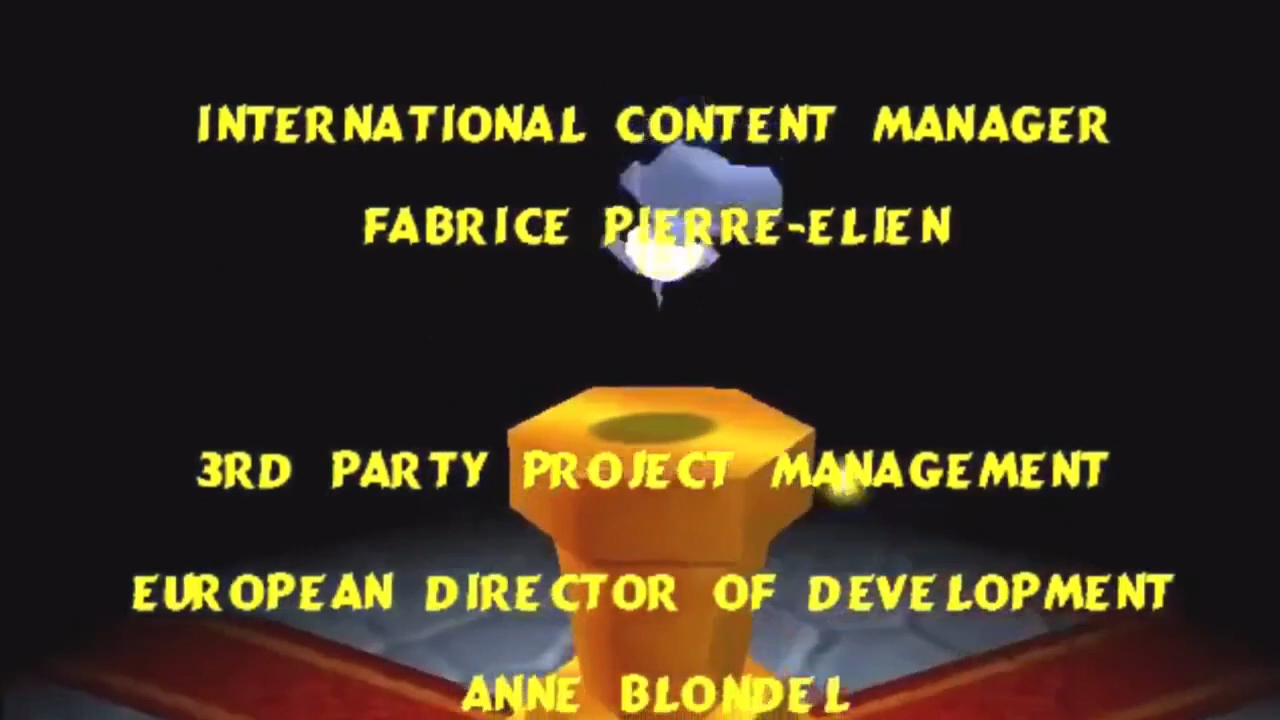 INTERNATIONAL CONTENT MANAGER
FABRICE PIERRE-ELIEN
3RD PARTY PROJECT MANAGEMENT
EUROPEAN DIRECTOR OF DEVELOPMENT
ANNE BLONDEL